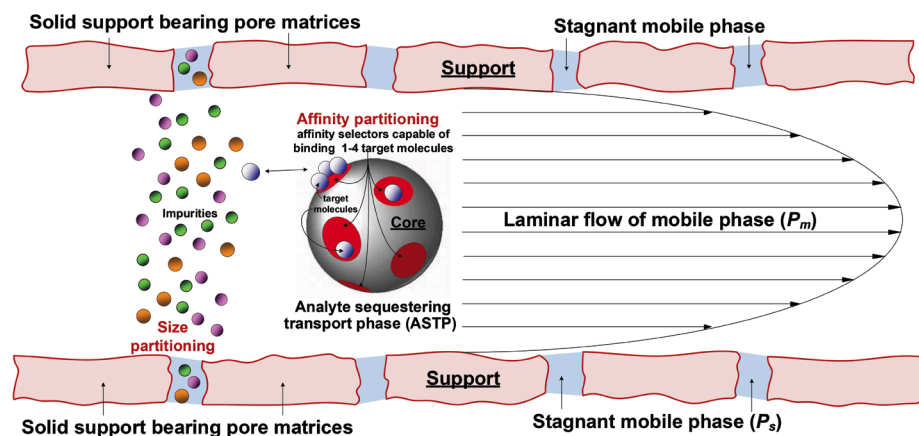 Solid support bearing pore matrices
Stagnant mobile phase
Support
Affinity partitioning
affinity selectors capable of
binding 1-4 target molecules
target
molecules
Core
Impurities
Laminar flow of mobile phase (Pm)
Analyte sequestering
transport phase (ASTP)
Size
partitioning
Support
Solid support bearing pore matrices
Stagnant mobile phase (Ps)